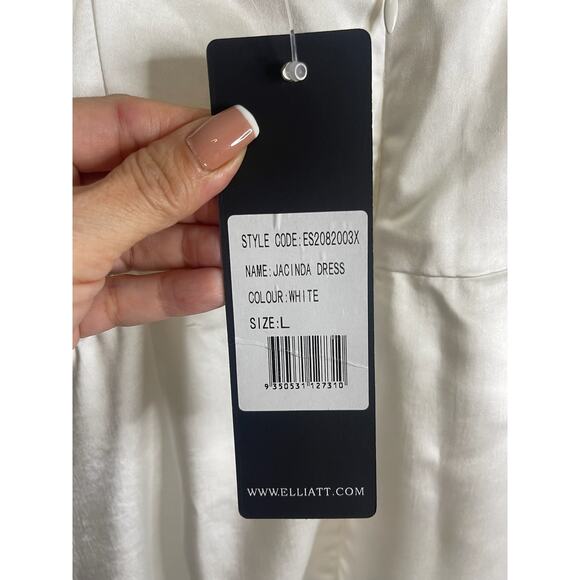 STYLE CODE:ES2082003X
NAME:JACINDA DRESS
COLOUR:WHITE
SIZE:L
9 350531 127310
WWW.ELLIATT.COM